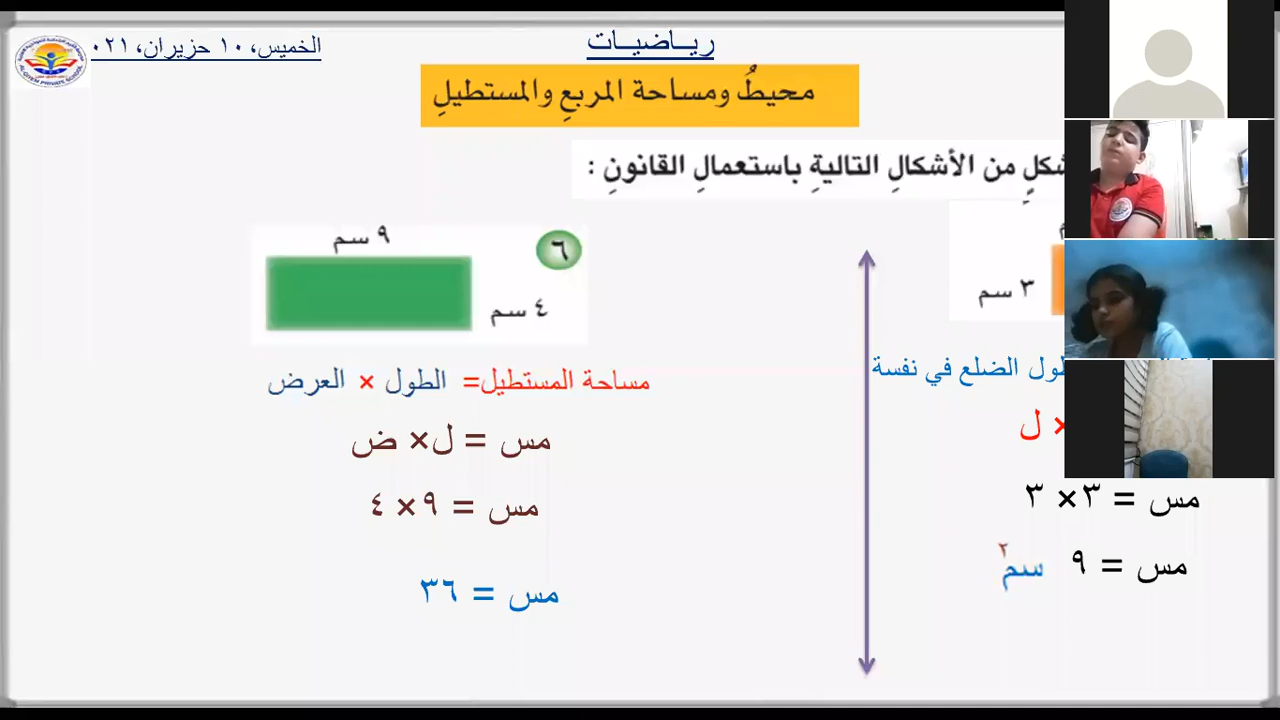 رياضيات
الخميس، ١٠ حزيران، ٢٠٢١
محيطُ ومساحة المربعِ والمستطيلِ
شكلٍ من الأشكالِ التاليةِ باستعمالِ القانونِ :
٣ سم
الضلع في نفسة
× ل
مس = ٣× ٣
مس = ٩ سم٢
٦
٩ سم
٤ سم
مساحة المستطيل= الطول × العرض
مس = ل× ض
مس = ٩× ٤
مس = ٣٦